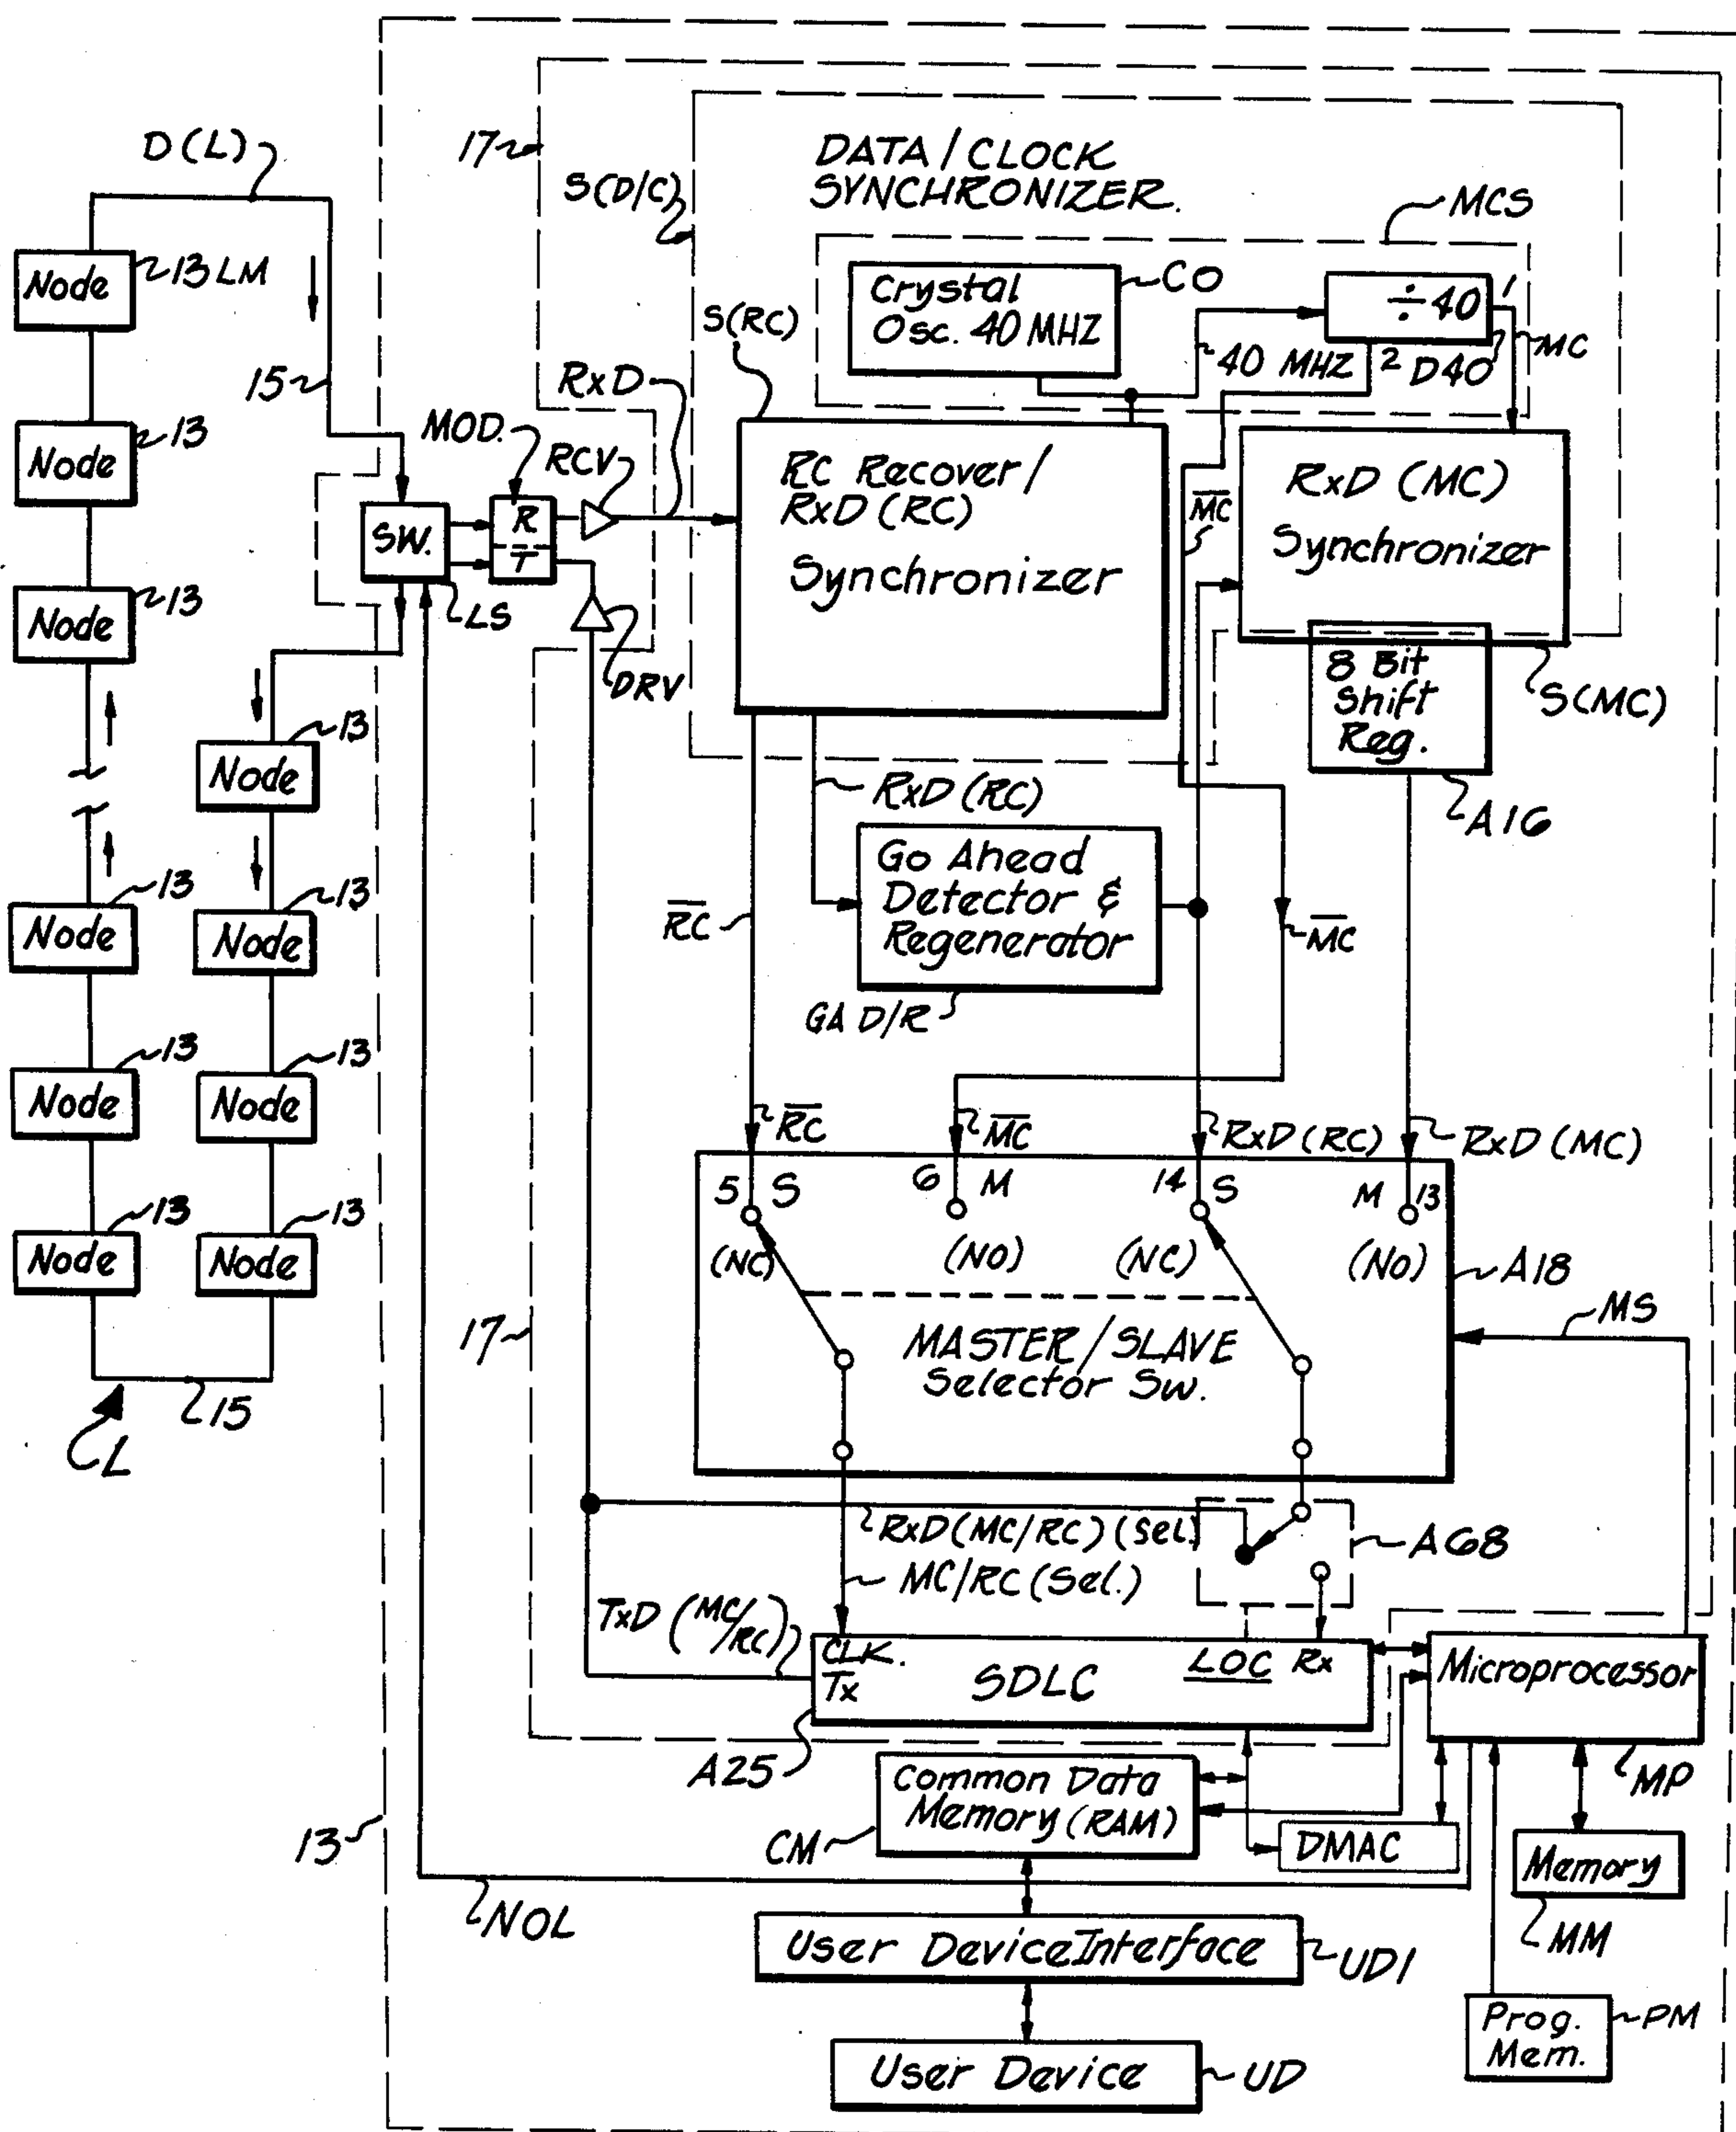 D(L)
17
S(D/C)
DATA/CLOCK
SYNCHRONIZER.
MCS
Node
13LM
Crystal
Osc. 40 MHZ
CO
÷40
1
MC
S(RC)
40 MHZ
2
D40
15
RxD
MOD.
RCV
Node
13
RC Recover/
RxD (RC)
Synchronizer
M̅C̅
RxD (MC)
Synchronizer
SW.
R
T
LS
DRV
Node
13
8 Bit
Shift
Reg.
S(MC)
Node
13
RxD (RC)
A16
Go Ahead
Detector &
Regenerator
R̅C̅
M̅C̅
GA D/R
Node
13
Node
13
Node
13
Node
13
R̅C̅
M̅C̅
RxD(RC)
RxD (MC)
5 S
6 M
14 S
M 13
(NC)
(NO)
(NC)
(NO)
A18
Node
13
Node
13
17
MASTER/SLAVE
Selector Sw.
MS
15
CL
RxD(MC/RC)(Sel.)
A68
MC/RC (Sel.)
TxD (MC/RC)
CLK.
Tx
SDLC
LOC
Rx
Microprocessor
A25
MP
Common Data
Memory (RAM)
CM
DMAC
Memory
MM
13
NOL
User Device Interface
UDI
Prog.
Mem.
PM
User Device
UD